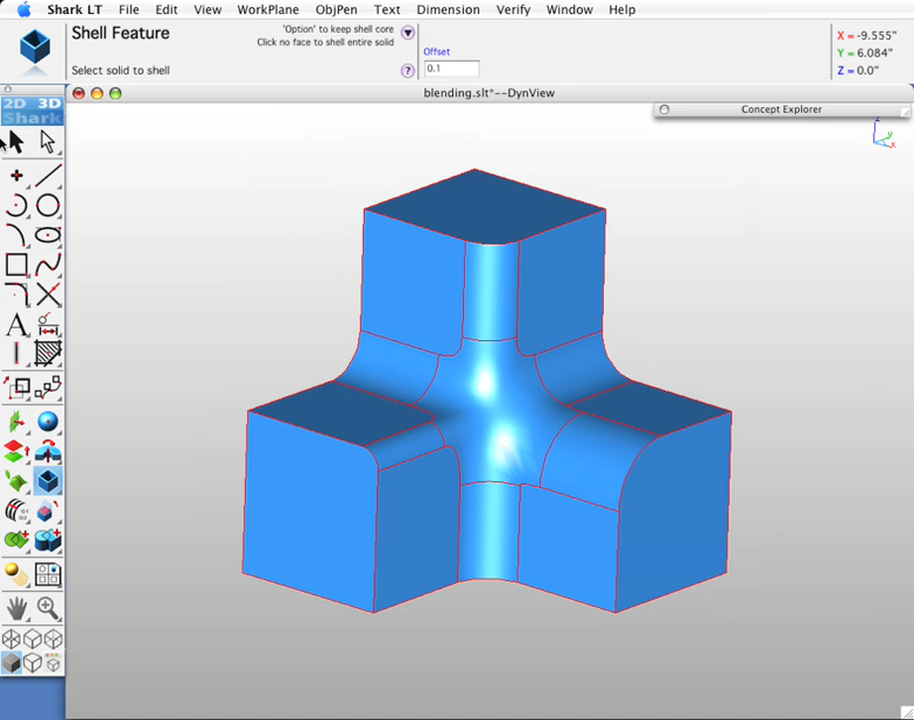 Shark LT File Edit View WorkPlane ObjPen Text Dimension Verify Window Help
Shell Feature
'Option' to keep shell core
Click no face to shell entire solid
Select solid to shell
?
Offset
0.1
X = -9.555"
Y = 6.084"
Z = 0.0"
blending.slt*--DynView
Concept Explorer
2D 3D
Shark
A
z
y
x